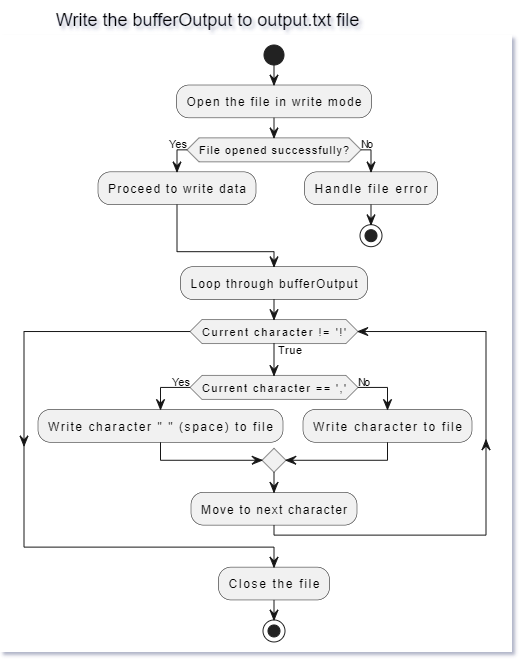 Write the bufferOutput to output.txt file
Open the file in write mode
Yes
File opened successfully?
No
Proceed to write data
Handle file error
Loop through bufferOutput
Current character != '!'
True
Yes
Current character == ','
No
Write character " " (space) to file
Write character to file
Move to next character
Close the file